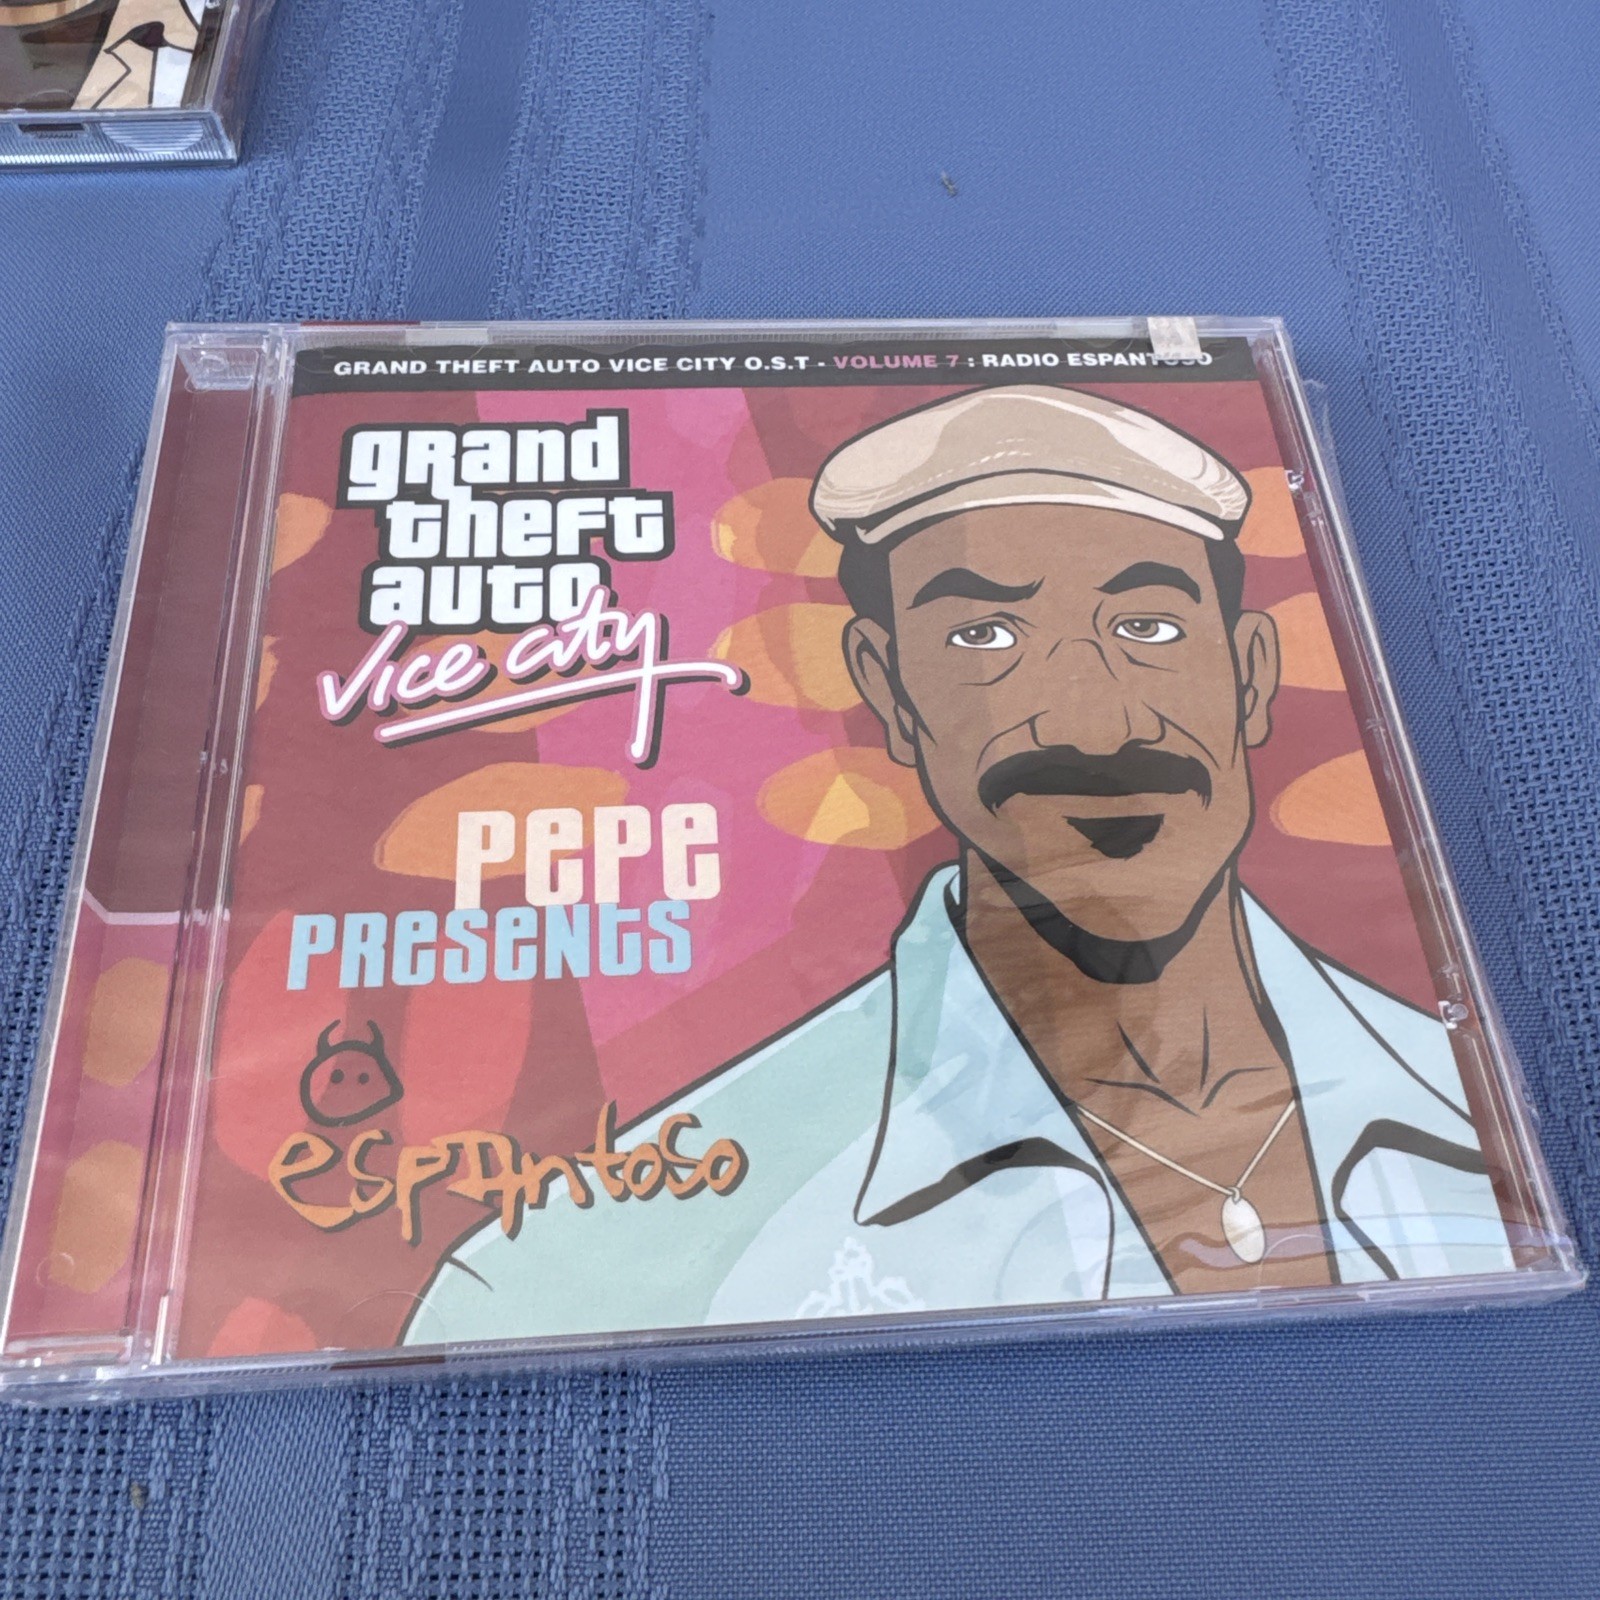 GRAND THEFT AUTO VICE CITY O.S.T - VOLUME 7 : RADIO ESPANTOSO
grand
theft
auto
vice city
pepe
presents
espantoso